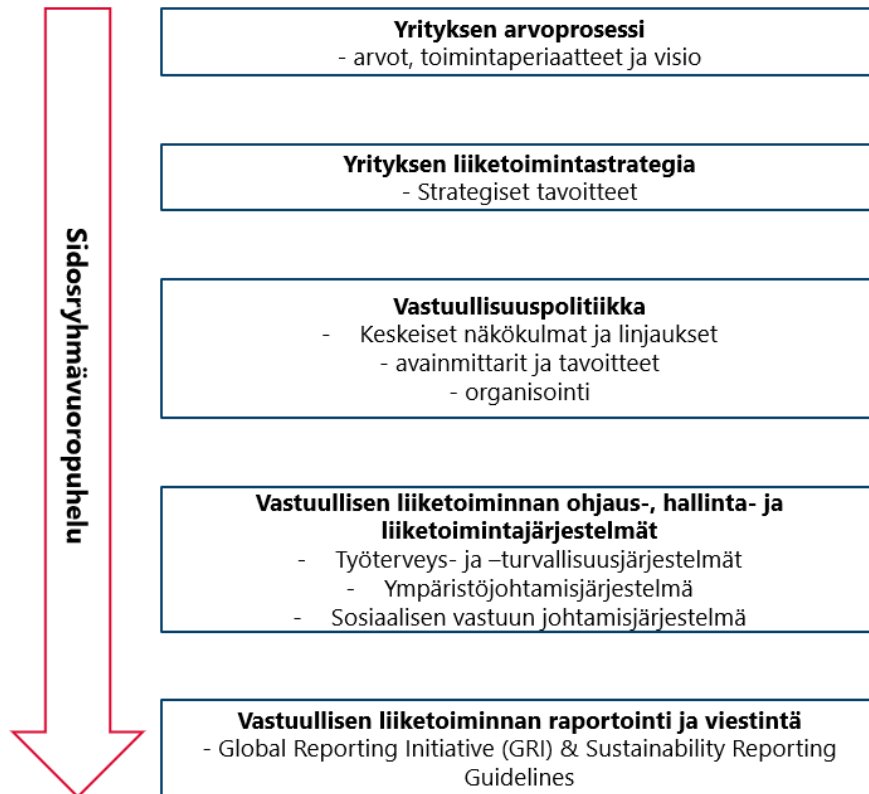 Sidosryhmävuoropuhelu
Yrityksen arvoprosessi
- arvot, toimintaperiaatteet ja visio
Yrityksen liiketoimintastrategia
- Strategiset tavoitteet
Vastuullisuuspolitiikka
- Keskeiset näkökulmat ja linjaukset
- avainmittarit ja tavoitteet
- organisointi
Vastuullisen liiketoiminnan ohjaus-, hallinta- ja
liiketoimintajärjestelmät
- Työterveys- ja –turvallisuusjärjestelmät
- Ympäristöjohtamisjärjestelmä
- Sosiaalisen vastuun johtamisjärjestelmä
Vastuullisen liiketoiminnan raportointi ja viestintä
- Global Reporting Initiative (GRI) & Sustainability Reporting
Guidelines